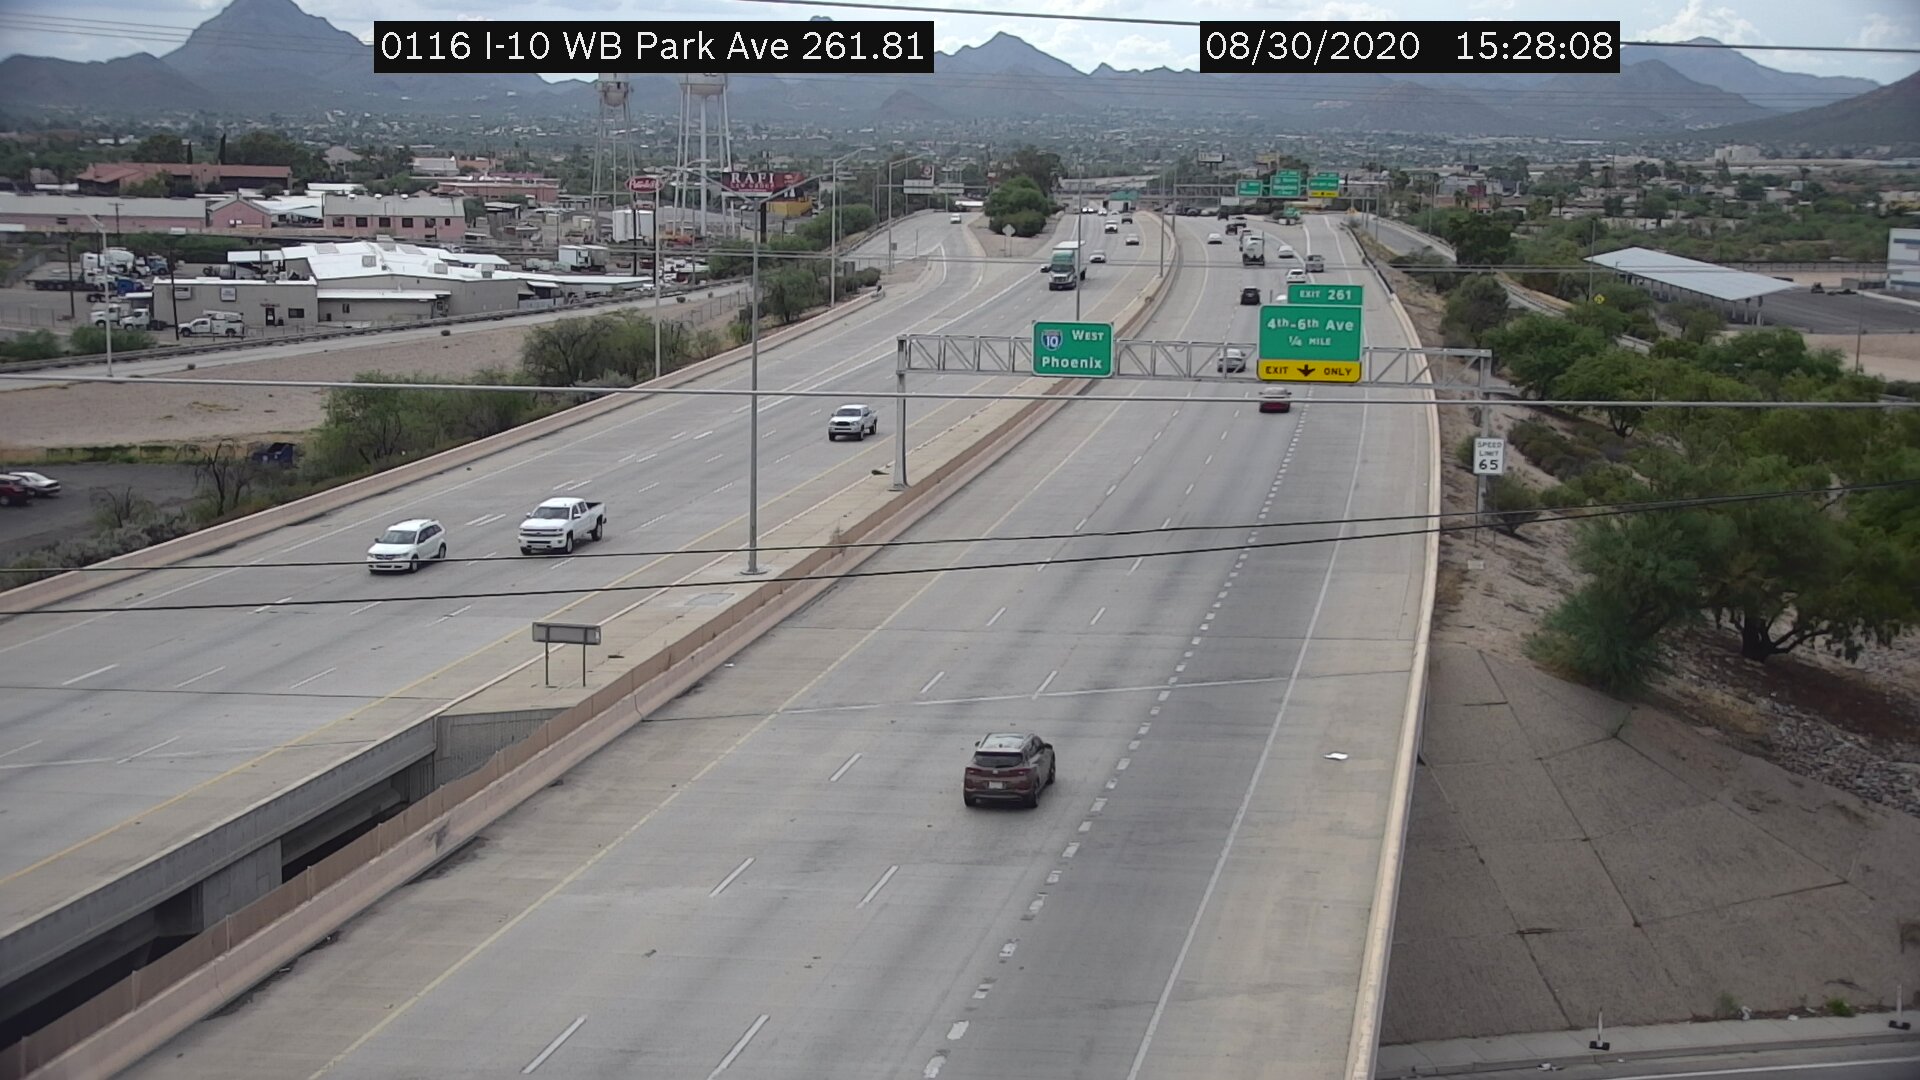 0116 I-10 WB Park Ave 261.81
08/30/2020 15:28:08
RAFI
EXIT 261
4th-6th Ave
1/4 MILE
EXIT ONLY
10 WEST
Phoenix
SPEED
LIMIT
65